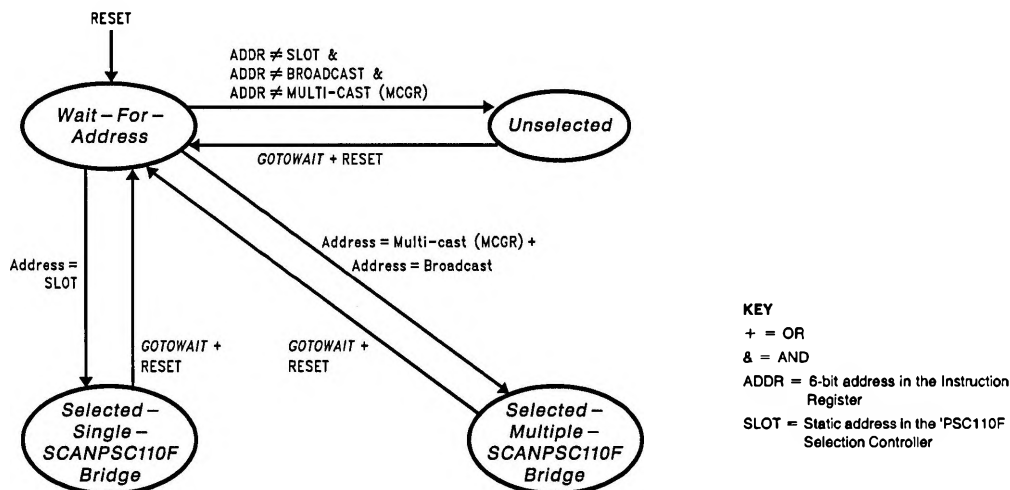 RESET
ADDR ≠ SLOT &
ADDR ≠ BROADCAST &
ADDR ≠ MULTI-CAST (MCGR)
Wait–For–
Address
Unselected
GOTOWAIT + RESET
Address = Multi-cast (MCGR) +
Address = Broadcast
Address =
SLOT
GOTOWAIT +
RESET
GOTOWAIT +
RESET
Selected–
Single–
SCANPSC110F
Bridge
Selected–
Multiple–
SCANPSC110F
Bridge
KEY
+ = OR
& = AND
ADDR = 6-bit address in the Instruction
Register
SLOT = Static address in the 'PSC110F
Selection Controller